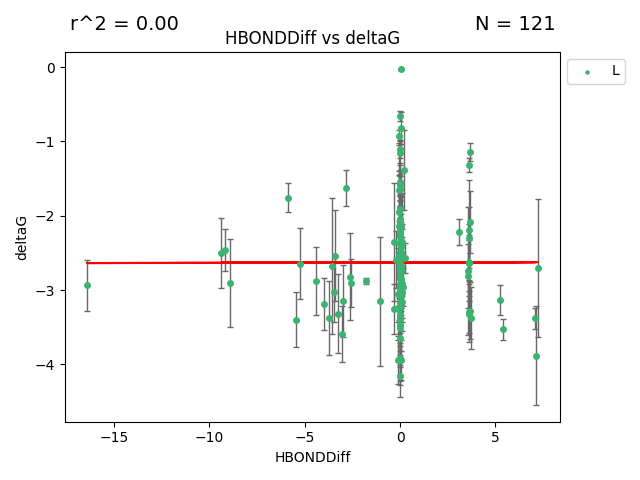 r^2 = 0.00
N = 121
HBONDDiff vs deltaG
L
0
−1
−2
−3
−4
deltaG
−15
−10
−5
0
5
HBONDDiff